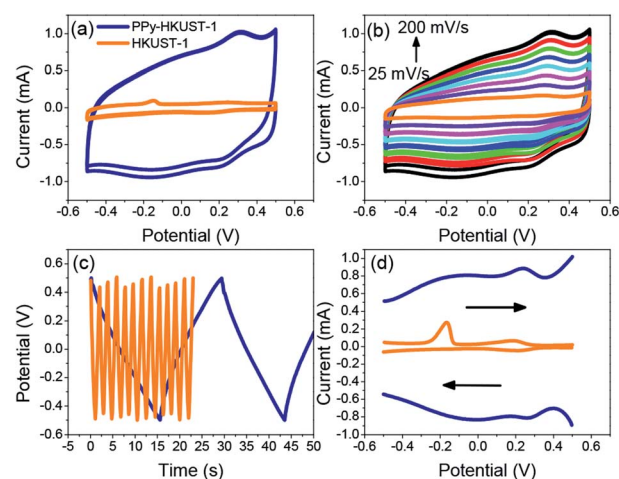 (a)
PPy-HKUST-1
HKUST-1
Current (mA)
1.0
0.5
0.0
-0.5
-1.0
-0.6 -0.4 -0.2 0.0 0.2 0.4 0.6
Potential (V)
(b)
200 mV/s
25 mV/s
Current (mA)
1.0
0.5
0.0
-0.5
-1.0
-0.6 -0.4 -0.2 0.0 0.2 0.4 0.6
Potential (V)
(c)
Potential (V)
0.6
0.4
0.2
0.0
-0.2
-0.4
-0.6
-5 0 5 10 15 20 25 30 35 40 45 50
Time (s)
(d)
Current (mA)
1.0
0.8
0.6
0.4
0.2
0.0
-0.2
-0.4
-0.6
-0.8
-1.0
-0.6 -0.4 -0.2 0.0 0.2 0.4 0.6
Potential (V)